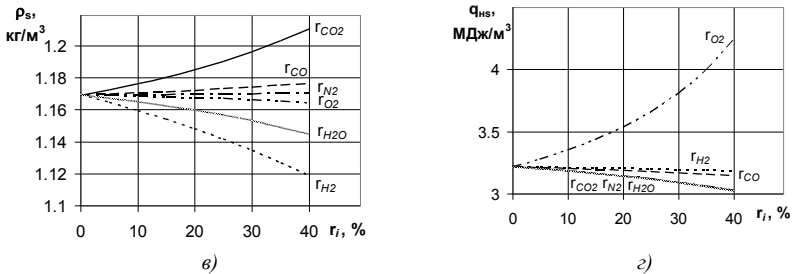 ρs,
кг/м³
1.2
1.18
1.16
1.14
1.12
1.1
rCO2
rCO
rN2
rO2
rH2O
rH2
0 10 20 30 40 ri, %
в)
qнs,
МДж/м³
4
3.5
3
rO2
rH2
rCO
rCO2 rN2 rH2O
0 10 20 30 40 ri, %
г)